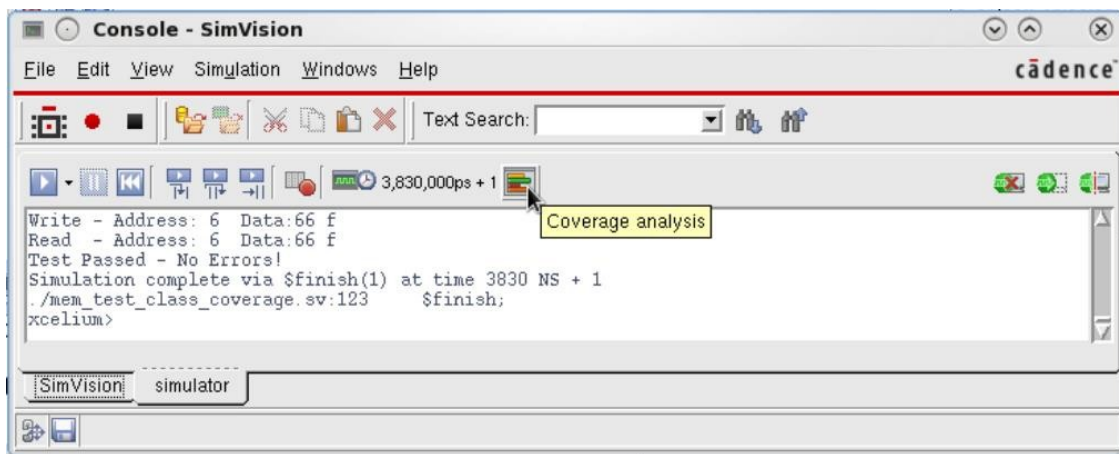 Console - SimVision
File Edit View Simulation Windows Help
cādence
Text Search:
3,830,000ps + 1
Coverage analysis
Write - Address: 6 Data:66 f
Read - Address: 6 Data:66 f
Test Passed - No Errors!
Simulation complete via $finish(1) at time 3830 NS + 1
./mem_test_class_coverage.sv:123 $finish;
xcelium>
SimVision simulator